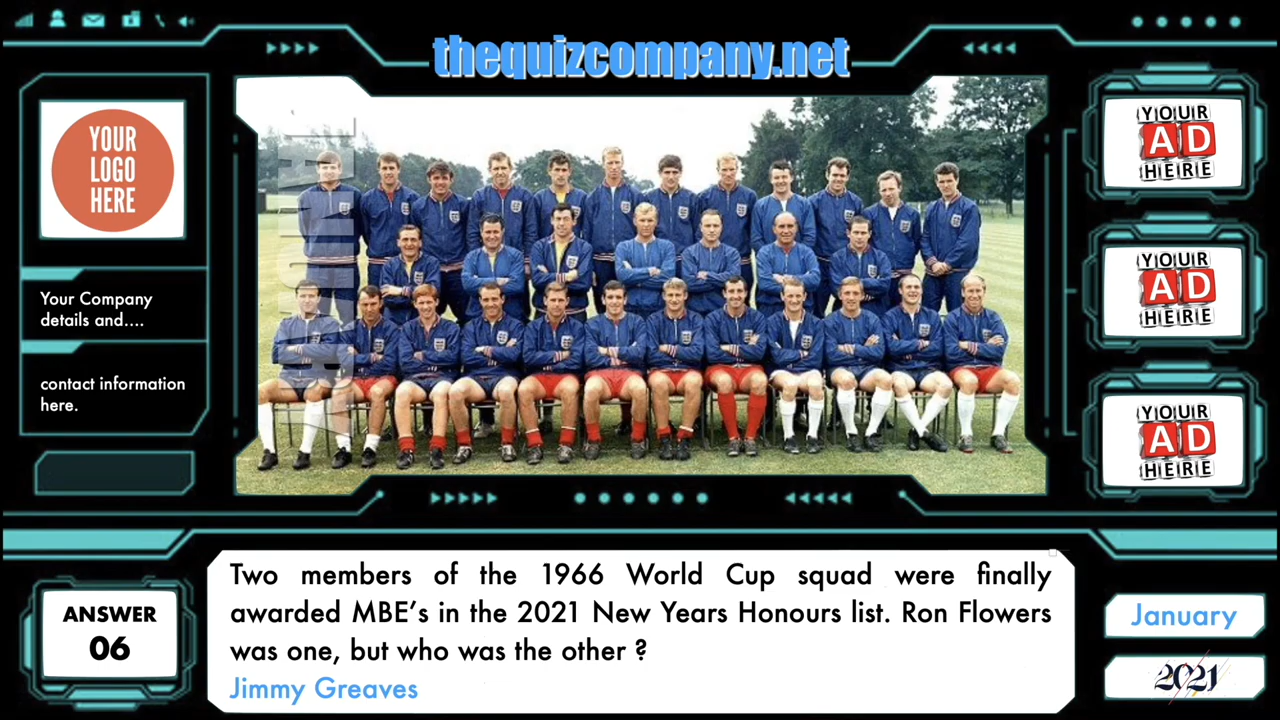 thequizcompany.net
YOUR
LOGO
HERE
Your Company
details and....
contact information
here.
JANUARY
YOUR
AD
HERE
YOUR
AD
HERE
YOUR
AD
HERE
ANSWER
06
Two members of the 1966 World Cup squad were finally
awarded MBE's in the 2021 New Years Honours list. Ron Flowers
was one, but who was the other ?
Jimmy Greaves
January
2021